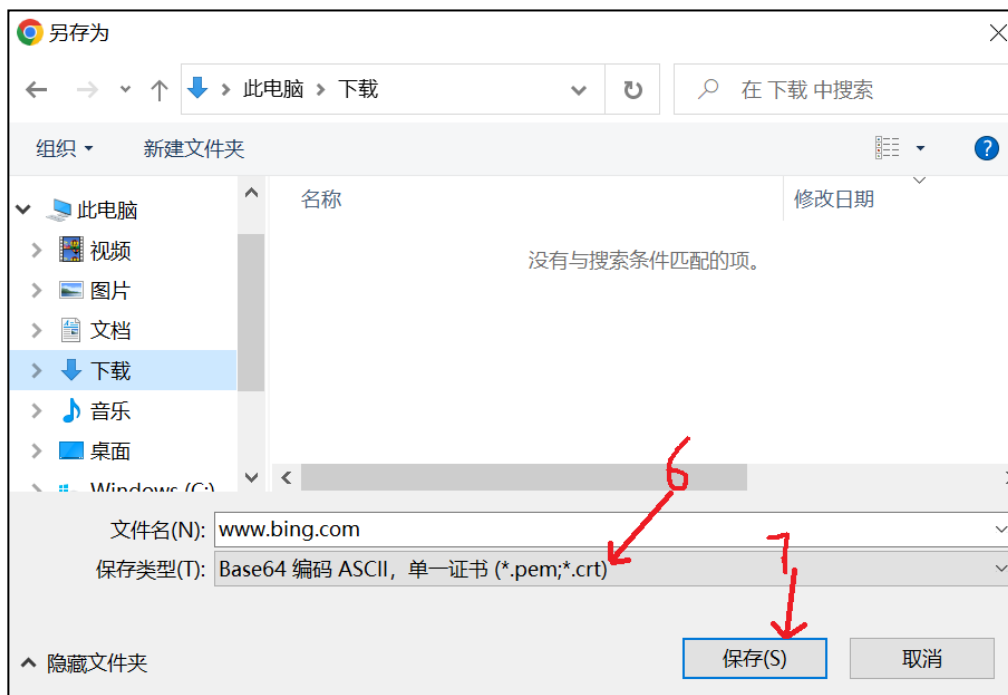 另存为
此电脑 下载
在 下载 中搜索
组织 新建文件夹
?
名称 修改日期
没有与搜索条件匹配的项。
此电脑
视频
图片
文档
下载
音乐
桌面
Windows (C:)
6
文件名(N): www.bing.com
7
保存类型(T): Base64 编码 ASCII，单一证书 (*.pem;*.crt)
隐藏文件夹 保存(S) 取消